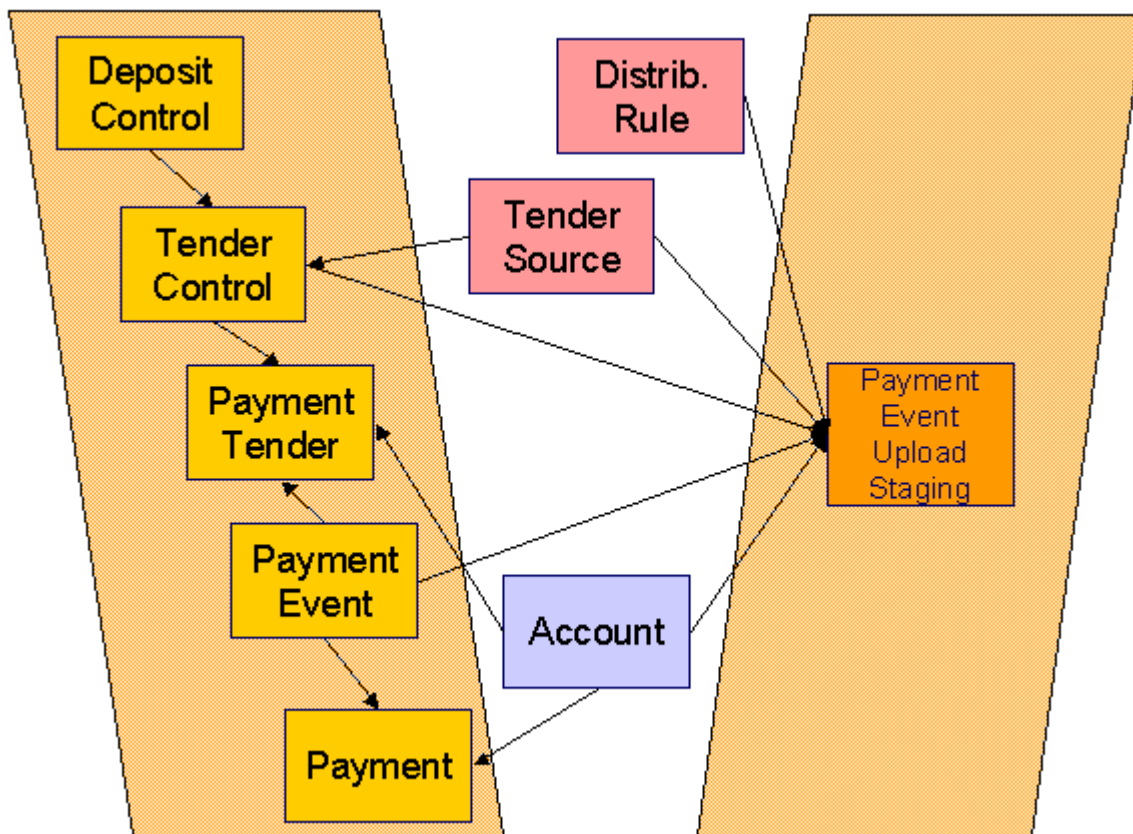 Deposit
Control
Distrib.
Rule
Tender
Source
Tender
Control
Payment
Tender
Payment
Event
Upload
Staging
Payment
Event
Account
Payment